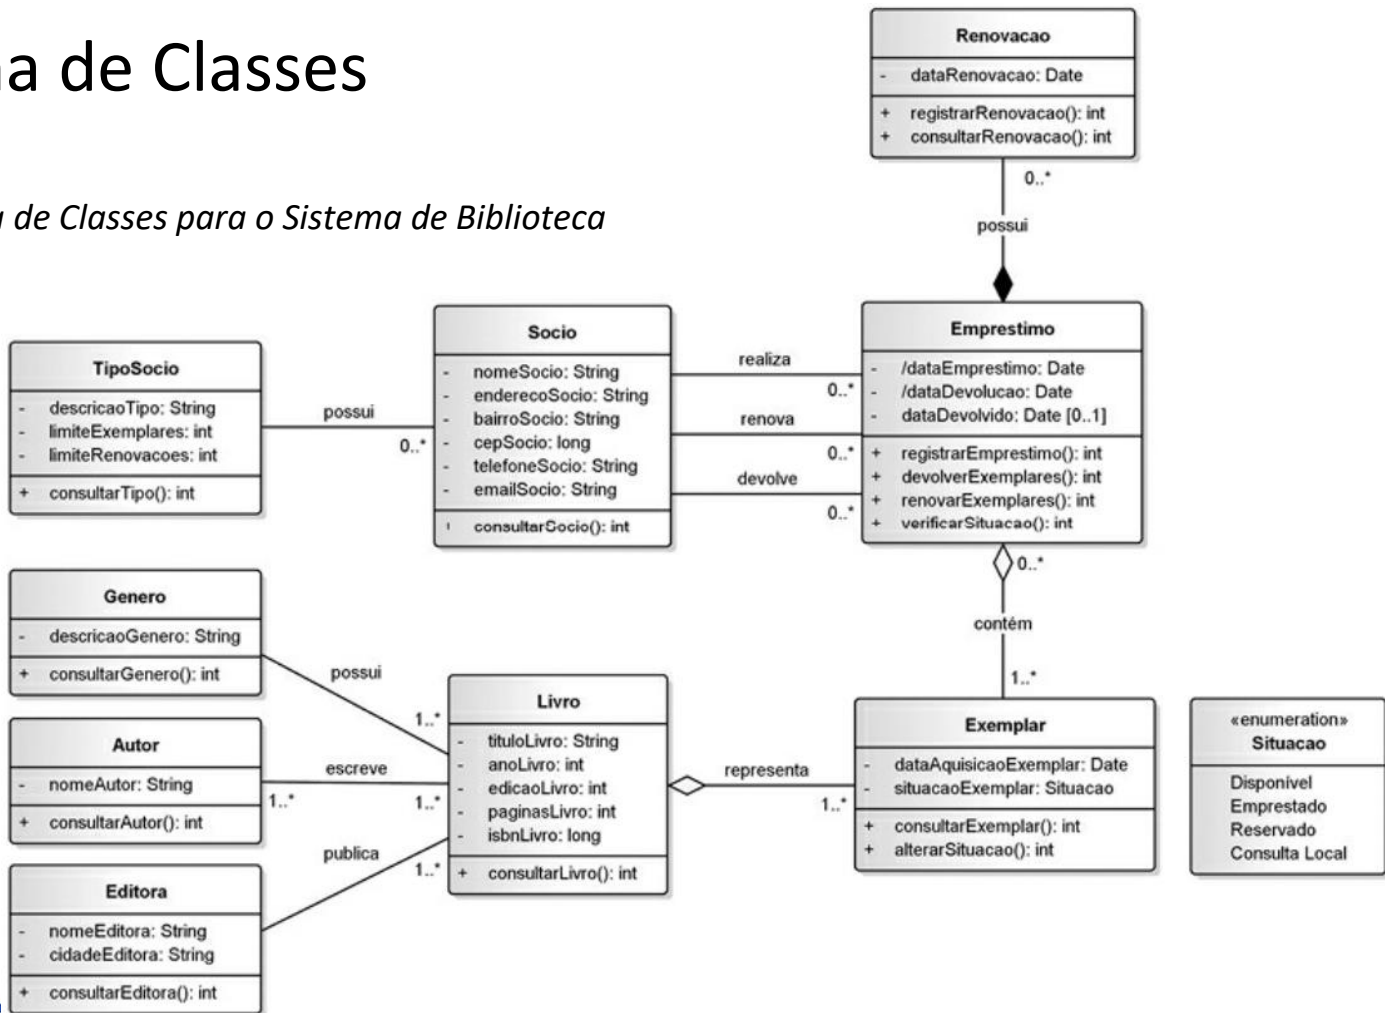 na de Classes
a de Classes para o Sistema de Biblioteca
Renovacao
- dataRenovacao: Date
+ registrarRenovacao(): int
+ consultarRenovacao(): int
0..*
possui
TipoSocio
- descricaoTipo: String
- limiteExemplares: int
- limiteRenovacoes: int
+ consultarTipo(): int
possui
0..*
Socio
- nomeSocio: String
- enderecoSocio: String
- bairroSocio: String
- cepSocio: long
- telefoneSocio: String
- emailSocio: String
+ consultarSocio(): int
realiza
0..*
renova
0..*
devolve
0..*
Emprestimo
- /dataEmprestimo: Date
- /dataDevolucao: Date
- dataDevolvido: Date [0..1]
+ registrarEmprestimo(): int
+ devolverExemplares(): int
+ renovarExemplares(): int
+ verificarSituacao(): int
0..*
contém
1..*
Genero
- descricaoGenero: String
+ consultarGenero(): int
possui
1..*
Autor
- nomeAutor: String
+ consultarAutor(): int
escreve
1..*
1..*
Editora
- nomeEditora: String
- cidadeEditora: String
+ consultarEditora(): int
publica
1..*
Livro
- tituloLivro: String
- anoLivro: int
- edicaoLivro: int
- paginasLivro: int
- isbnLivro: long
+ consultarLivro(): int
representa
1..*
Exemplar
- dataAquisicaoExemplar: Date
- situacaoExemplar: Situacao
+ consultarExemplar(): int
+ alterarSituacao(): int
«enumeration»
Situacao
Disponível
Emprestado
Reservado
Consulta Local